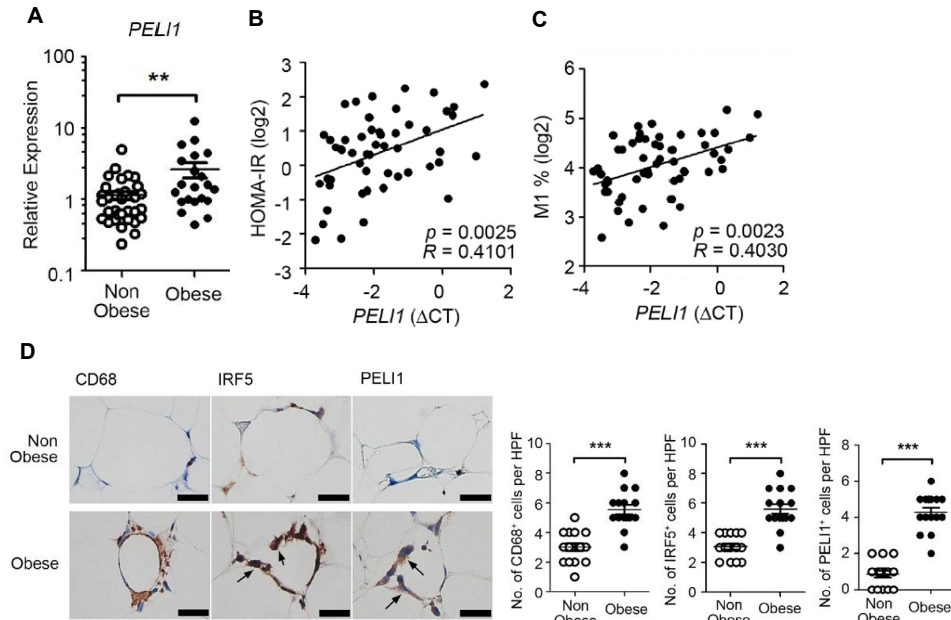 A
PELI1
100
10
1
0.1
Relative Expression
**
Non
Obese
Obese
B
HOMA-IR (log2)
3
2
1
0
-1
-2
-3
-4
-2
0
2
p = 0.0025
R = 0.4101
PELI1 (ΔCT)
C
M1 % (log2)
6
5
4
3
2
-4
-2
0
2
p = 0.0023
R = 0.4030
PELI1 (ΔCT)
D
CD68
IRF5
PELI1
Non
Obese
Obese
No. of CD68⁺ cells per HPF
10
8
6
4
2
0
***
Non
Obese
Obese
No. of IRF5⁺ cells per HPF
10
8
6
4
2
0
***
Non
Obese
Obese
No. of PELI1⁺ cells per HPF
8
6
4
2
0
***
Non
Obese
Obese